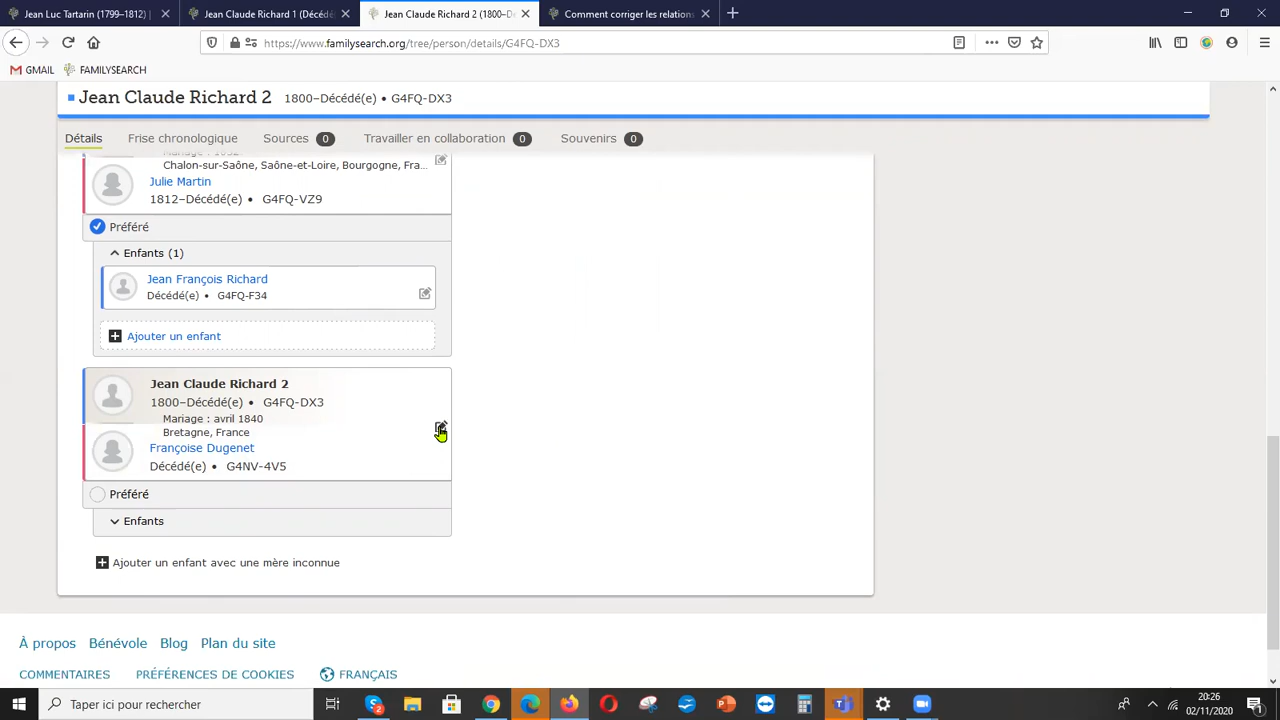 Jean Luc Tartarin (1799–1812) |
Jean Claude Richard 1 (Décédé
Jean Claude Richard 2 (1800–Dé
Comment corriger les relations
https://www.familysearch.org/tree/person/details/G4FQ-DX3
GMAIL
FAMILYSEARCH
Jean Claude Richard 2 1800–Décédé(e) • G4FQ-DX3
Détails
Frise chronologique
Sources 0
Travailler en collaboration 0
Souvenirs 0
Chalon-sur-Saône, Saône-et-Loire, Bourgogne, Fra...
Julie Martin
1812–Décédé(e) • G4FQ-VZ9
Préféré
Enfants (1)
Jean François Richard
Décédé(e) • G4FQ-F34
Ajouter un enfant
Jean Claude Richard 2
1800–Décédé(e) • G4FQ-DX3
Mariage : avril 1840
Bretagne, France
Françoise Dugenet
Décédé(e) • G4NV-4V5
Préféré
Enfants
Ajouter un enfant avec une mère inconnue
À propos
Bénévole
Blog
Plan du site
COMMENTAIRES
PRÉFÉRENCES DE COOKIES
FRANÇAIS
Taper ici pour rechercher
20:26
02/11/2020